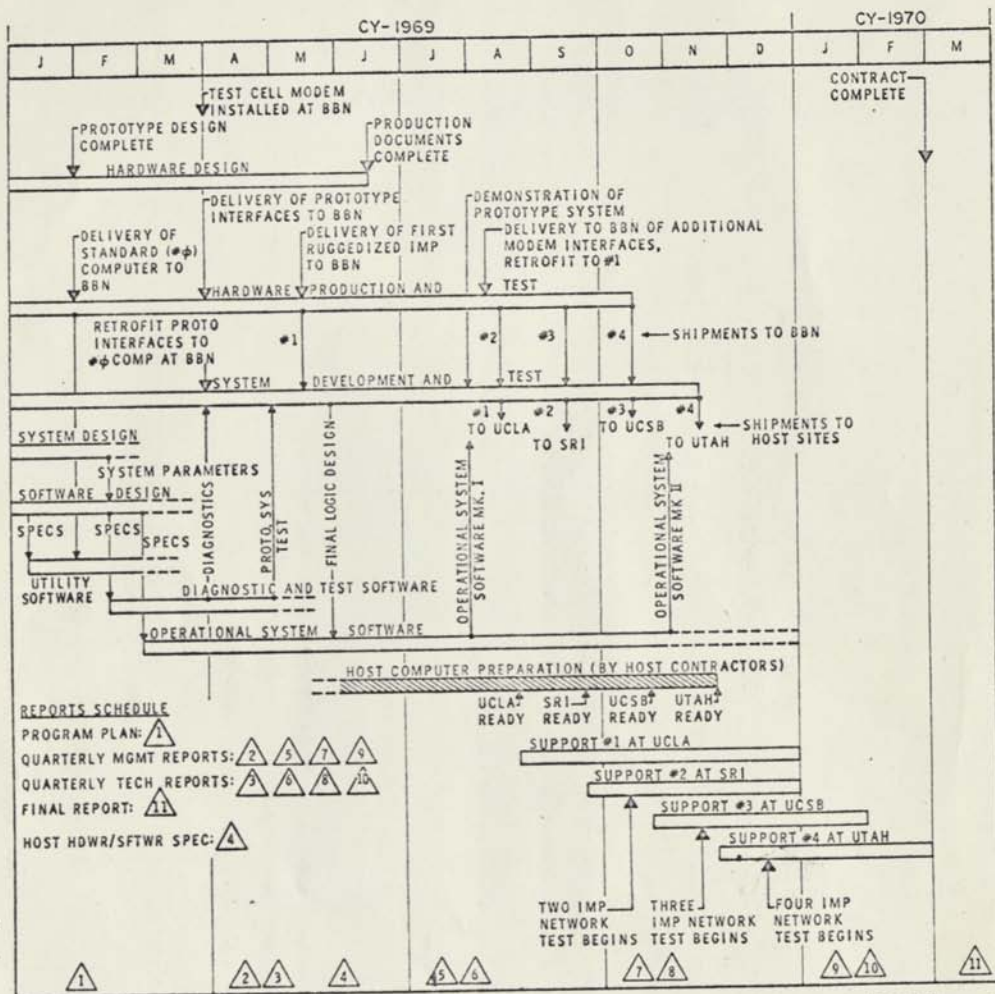 CY-1969
CY-1970
J F M A M J J A S O N D J F M
TEST CELL MODEM
INSTALLED AT BBN
CONTRACT
COMPLETE
PROTOTYPE DESIGN
COMPLETE
PRODUCTION
DOCUMENTS
COMPLETE
HARDWARE DESIGN
DELIVERY OF PROTOTYPE
INTERFACES TO BBN
DEMONSTRATION OF
PROTOTYPE SYSTEM
DELIVERY OF
STANDARD (#ϕ)
COMPUTER TO
BBN
DELIVERY OF FIRST
RUGGEDIZED IMP
TO BBN
DELIVERY TO BBN OF ADDITIONAL
MODEM INTERFACES,
RETROFIT TO #1
HARDWARE PRODUCTION AND TEST
RETROFIT PROTO
INTERFACES TO
#ϕ COMP AT BBN
#1
#2
#3
#4
SHIPMENTS TO BBN
SYSTEM DEVELOPMENT AND TEST
#1
TO UCLA
#2
TO SRI
#3
TO UCSB
#4
TO UTAH
SHIPMENTS TO
HOST SITES
SYSTEM DESIGN
SYSTEM PARAMETERS
SOFTWARE DESIGN
SPECS
SPECS
SPECS
DIAGNOSTICS
PROTO, SYS
TEST
FINAL LOGIC DESIGN
OPERATIONAL SYSTEM
SOFTWARE MK, I
OPERATIONAL SYSTEM
SOFTWARE MK II
UTILITY
SOFTWARE
DIAGNOSTIC AND TEST SOFTWARE
OPERATIONAL SYSTEM SOFTWARE
HOST COMPUTER PREPARATION (BY HOST CONTRACTORS)
UCLA
READY
SRI
READY
UCSB
READY
UTAH
READY
REPORTS SCHEDULE
PROGRAM PLAN: 1
QUARTERLY MGMT REPORTS: 2 5 7 9
QUARTERLY TECH REPORTS: 3 6 8 10
FINAL REPORT: 11
HOST HDWR/SFTWR SPEC: 4
SUPPORT #1 AT UCLA
SUPPORT #2 AT SRI
SUPPORT #3 AT UCSB
SUPPORT #4 AT UTAH
TWO IMP
NETWORK
TEST BEGINS
THREE
IMP NETWORK
TEST BEGINS
FOUR IMP
NETWORK
TEST BEGINS
1 2 3 4 5 6 7 8 9 10 11